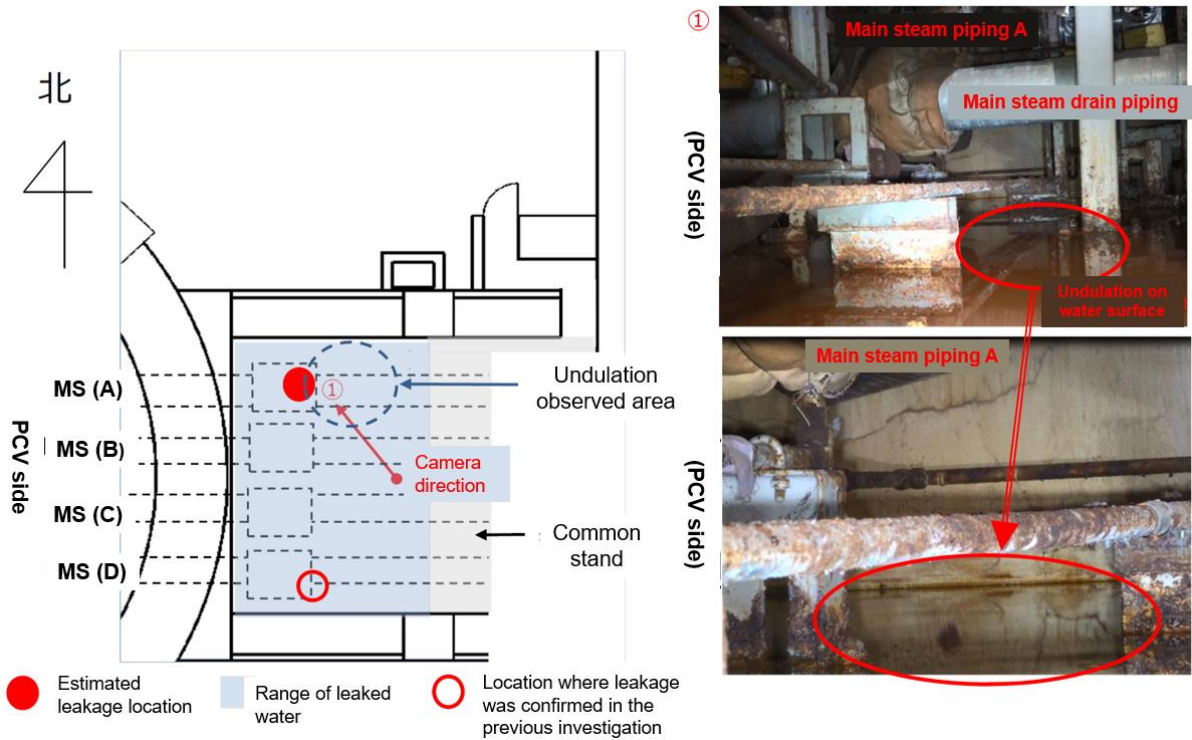 北
MS (A)
MS (B)
MS (C)
MS (D)
PCV side
①
Camera
direction
Undulation
observed area
Common
stand
Estimated
leakage location
Range of leaked
water
Location where leakage
was confirmed in the
previous investigation
①
Main steam piping A
Main steam drain piping
(PCV side)
Undulation on
water surface
Main steam piping A
(PCV side)